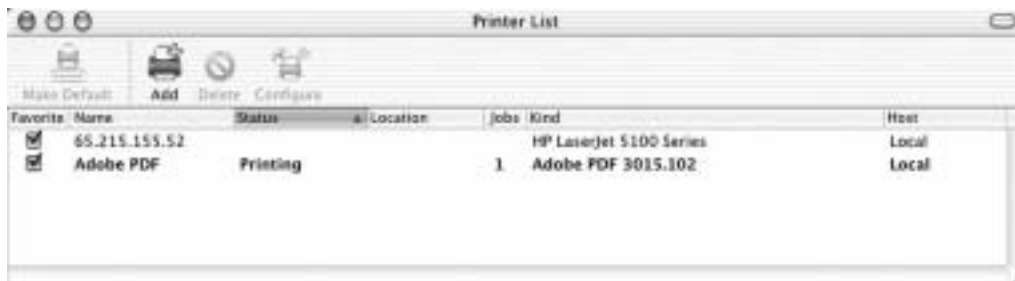 Printer List
Make Default Add Delete Configure
Favorite Name Status Location Jobs Kind Host
65.215.155.52 HP LaserJet 5100 Series Local
Adobe PDF Printing 1 Adobe PDF 3015.102 Local